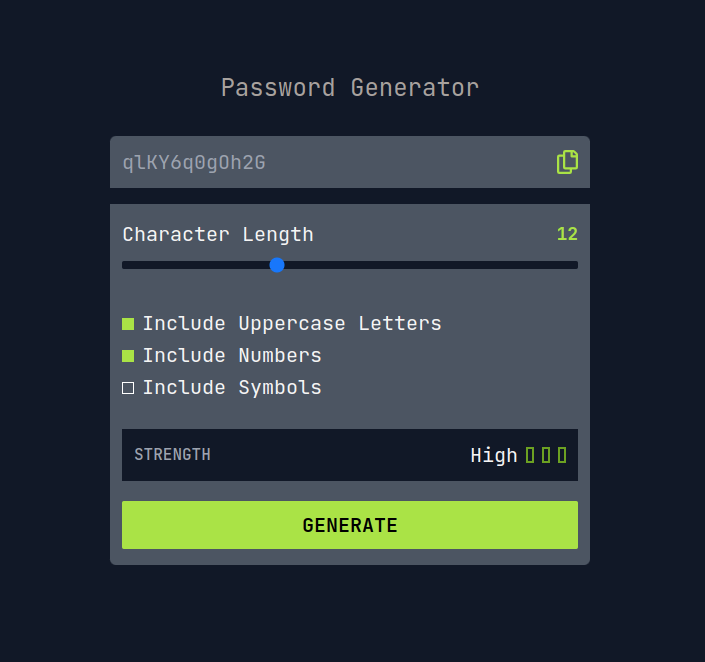 Password Generator
qlKY6q0gOh2G
Character Length
12
Include Uppercase Letters
Include Numbers
Include Symbols
STRENGTH
High
GENERATE